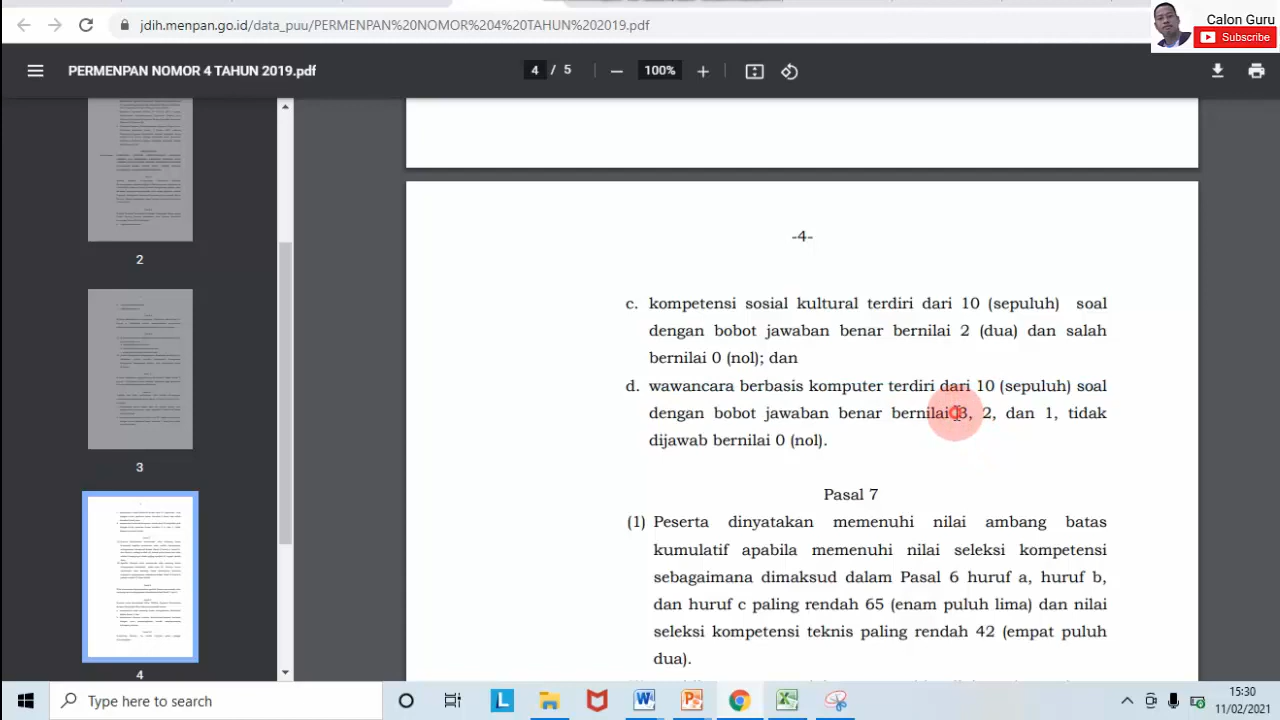 jdih.menpan.go.id/data_puu/PERMENPAN%20NOMOR%2004%20TAHUN%202019.pdf
Calon Guru
Subscribe
PERMENPAN NOMOR 4 TAHUN 2019.pdf
4 / 5
100%
2
3
4
-4-
c. kompetensi sosial kultural terdiri dari 10 (sepuluh) soal
dengan bobot jawaban benar bernilai 2 (dua) dan salah
bernilai 0 (nol); dan
d. wawancara berbasis komputer terdiri dari 10 (sepuluh) soal
dengan bobot jawaban benar bernilai 3, 2, dan 1, tidak
dijawab bernilai 0 (nol).
Pasal 7
(1) Peserta dinyatakan memenuhi nilai ambang batas
kumulatif apabila memenuhi nilai seleksi kompetensi
sebagaimana dimaksud dalam Pasal 6 huruf a, huruf b,
dan huruf c paling rendah 65 (enam puluh lima) dan nilai
seleksi kompetensi teknis paling rendah 42 (empat puluh
dua).
Type here to search
15:30
11/02/2021